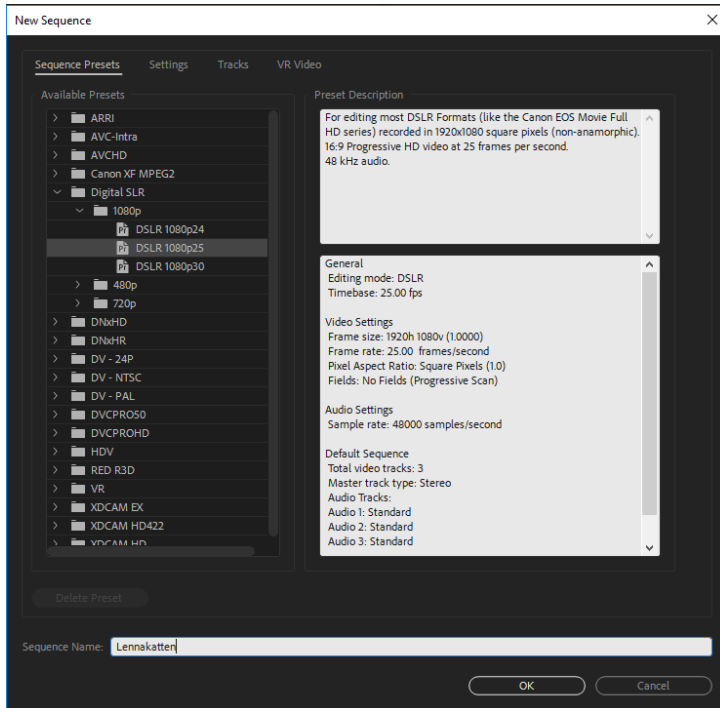 New Sequence
Sequence Presets Settings Tracks VR Video
Available Presets
ARRI
AVC-Intra
AVCHD
Canon XF MPEG2
Digital SLR
1080p
DSLR 1080p24
DSLR 1080p25
DSLR 1080p30
480p
720p
DNxHD
DNxHR
DV - 24P
DV - NTSC
DV - PAL
DVCPRO50
DVCPROHD
HDV
RED R3D
VR
XDCAM EX
XDCAM HD422
XDCAM HD
Preset Description
For editing most DSLR Formats (like the Canon EOS Movie Full
HD series) recorded in 1920x1080 square pixels (non-anamorphic).
16:9 Progressive HD video at 25 frames per second.
48 kHz audio.
General
Editing mode: DSLR
Timebase: 25.00 fps
Video Settings
Frame size: 1920h 1080v (1.0000)
Frame rate: 25.00 frames/second
Pixel Aspect Ratio: Square Pixels (1.0)
Fields: No Fields (Progressive Scan)
Audio Settings
Sample rate: 48000 samples/second
Default Sequence
Total video tracks: 3
Master track type: Stereo
Audio Tracks:
Audio 1: Standard
Audio 2: Standard
Audio 3: Standard
Delete Preset
Sequence Name: Lennakatten
OK Cancel